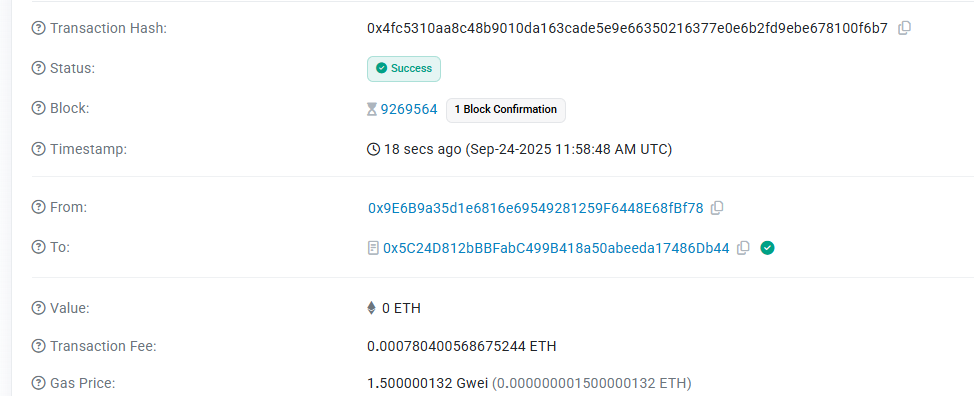 Transaction Hash: 0x4fc5310aa8c48b9010da163cade5e9e66350216377e0e6b2fd9ebe678100f6b7
Status: Success
Block: 9269564 1 Block Confirmation
Timestamp: 18 secs ago (Sep-24-2025 11:58:48 AM UTC)
From: 0x9E6B9a35d1e6816e69549281259F6448E68fBf78
To: 0x5C24D812bBBFabC499B418a50abeeda17486Db44
Value: 0 ETH
Transaction Fee: 0.000780400568675244 ETH
Gas Price: 1.500000132 Gwei (0.000000001500000132 ETH)